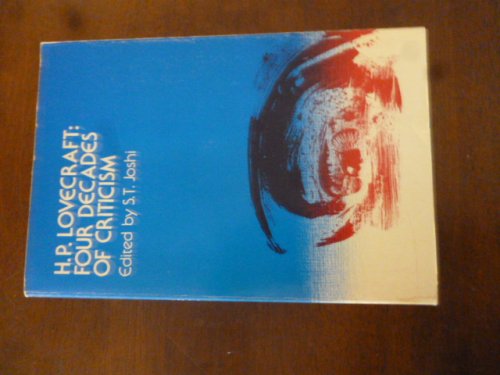 H.P. LOVECRAFT:
FOUR DECADES
OF CRITICISM
Edited by S.T. Joshi